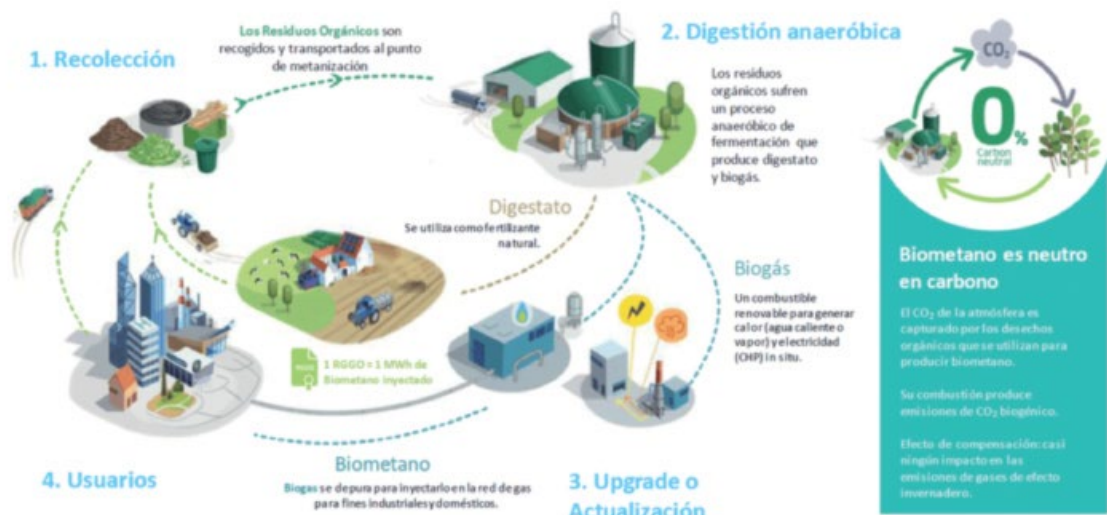 1. Recolección
Los Residuos Orgánicos son
recogidos y transportados al punto
de metanización
2. Digestión anaeróbica
Los residuos
orgánicos sufren
un proceso
anaeróbico de
fermentación que
produce digestato
y biogás.
Digestato
Se utiliza como fertilizante
natural.
Biogás
Un combustible
renovable para generar
calor (agua caliente o
vapor) y electricidad
(CHP) in situ.
1 RGGO = 1 MWh de
Biometano inyectado
4. Usuarios
Biometano
Biogas se depura para inyectarlo en la red de gas
para fines industriales y domésticos.
3. Upgrade o
Actualización
CO₂
0%
Carbon
neutral
Biometano es neutro
en carbono
El CO₂ de la atmósfera es
capturado por los desechos
orgánicos que se utilizan para
producir biometano.
Su combustión produce
emisiones de CO₂ biogénico.
Efecto de compensación: casi
ningún impacto en las
emisiones de gases de efecto
invernadero.